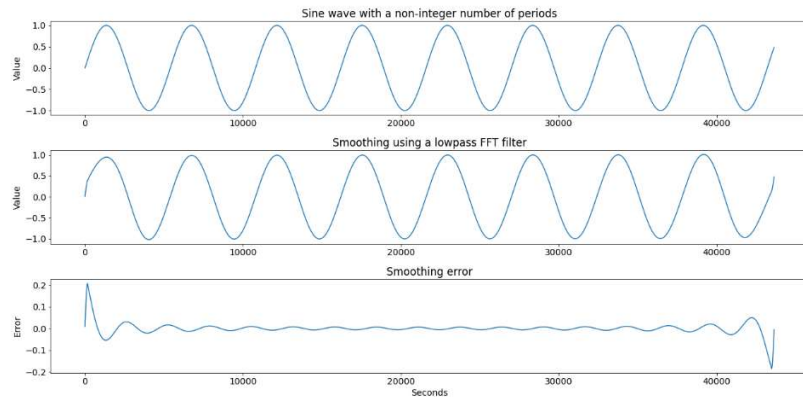 Sine wave with a non-integer number of periods
1.0
0.5
0.0
−0.5
−1.0
Value
0 10000 20000 30000 40000
Smoothing using a lowpass FFT filter
1.0
0.5
0.0
−0.5
−1.0
Value
0 10000 20000 30000 40000
Smoothing error
0.2
0.1
0.0
−0.1
−0.2
Error
0 10000 20000 30000 40000
Seconds